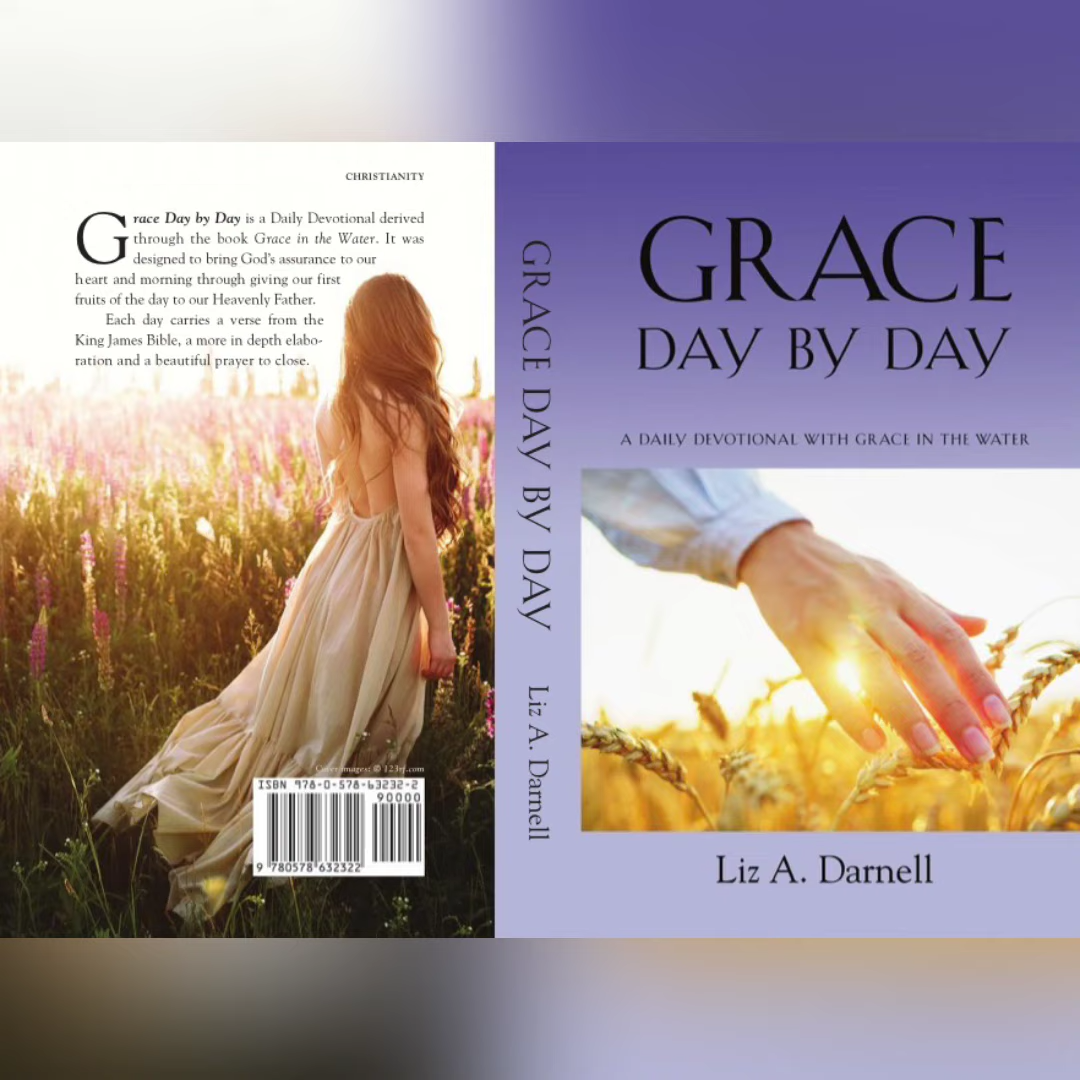 CHRISTIANITY
Grace Day by Day is a Daily Devotional derived
through the book Grace in the Water. It was
designed to bring God's assurance to our
heart and morning through giving our first
fruits of the day to our Heavenly Father.
Each day carries a verse from the
King James Bible, a more in depth elabo-
ration and a beautiful prayer to close.
Cover images: © 123rf.com
ISBN 978-0-578-63232-2
90000
9 780578 632322
GRACE DAY BY DAY Liz A. Darnell
GRACE
DAY BY DAY
A DAILY DEVOTIONAL WITH GRACE IN THE WATER
Liz A. Darnell